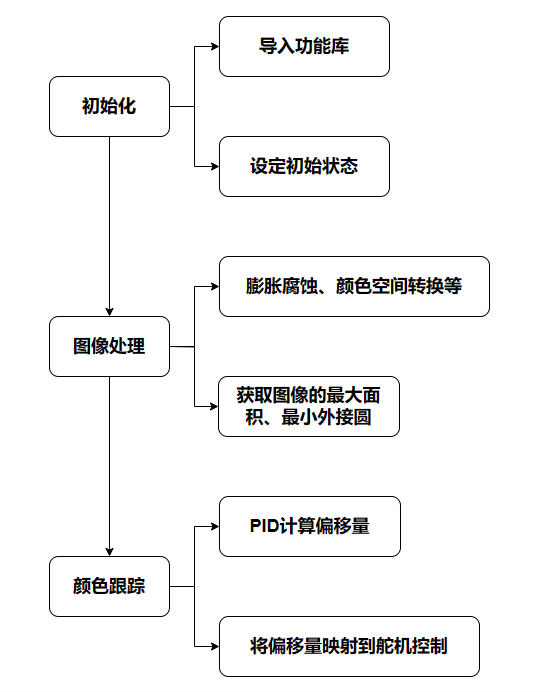 导入功能库
初始化
设定初始状态
膨胀腐蚀、颜色空间转换等
图像处理
获取图像的最大面
积、最小外接圆
PID计算偏移量
颜色跟踪
将偏移量映射到舵机控制